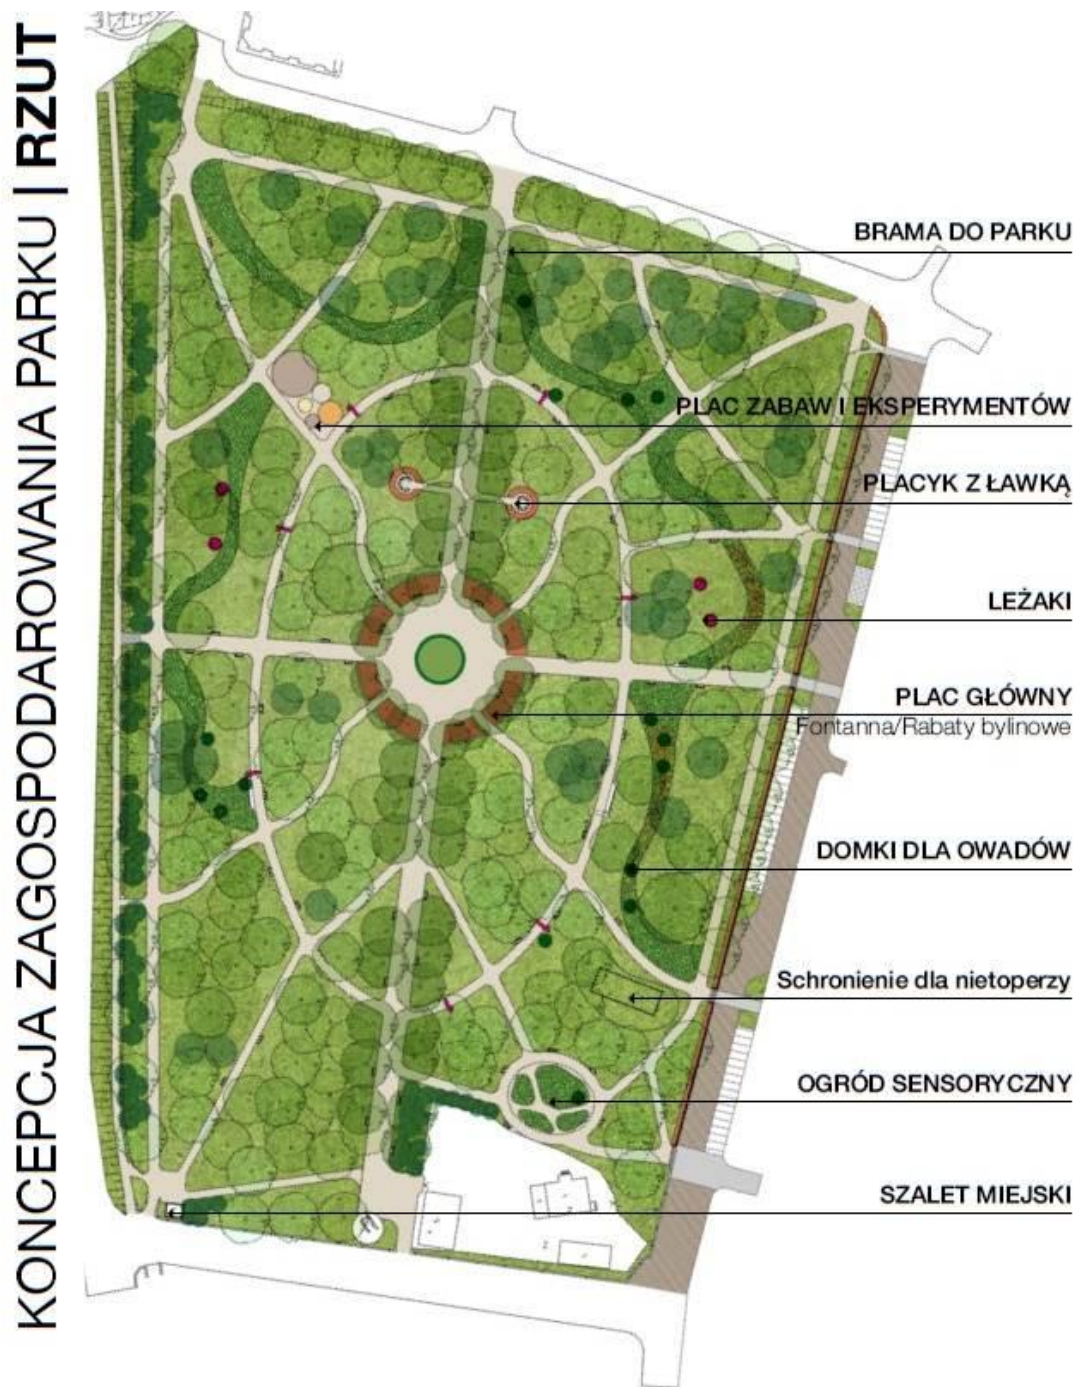 KONCEPCJA ZAGOSPODAROWANIA PARKU | RZUT
BRAMA DO PARKU
PLAC ZABAW I EKSPERYMENTÓW
PLACYK Z ŁAWKĄ
LEŻAKI
PLAC GŁÓWNY
Fontanna/Rabaty bylinowe
DOMKI DLA OWADÓW
Schronienie dla nietoperzy
OGRÓD SENSORYCZNY
SZALET MIEJSKI